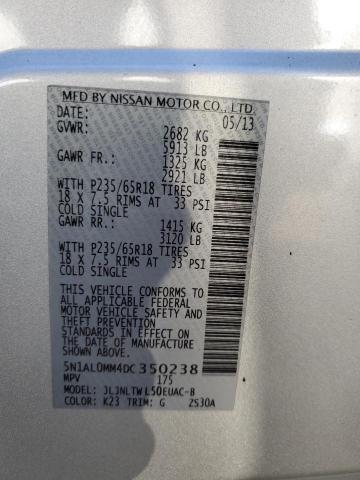 MFD BY NISSAN MOTOR CO., LTD.
DATE: 05/13
GVWR: 2682 KG
5913 LB
GAWR FR.: 1325 KG
2921 LB
WITH P235/65R18 TIRES
18 X 7.5 RIMS AT 33 PSI
COLD SINGLE
GAWR RR.: 1415 KG
3120 LB
WITH P235/65R18 TIRES
18 X 7.5 RIMS AT 33 PSI
COLD SINGLE
THIS VEHICLE CONFORMS TO
ALL APPLICABLE FEDERAL
MOTOR VEHICLE SAFETY AND
STANDARDS IN EFFECT ON THE
DATE OF MANUFACTURE
SHOWN ABOVE.
5N1AL0MM4DC350238
MPV 175
JLJNLTWL50EUAC-B
COLOR: K23 TRIM: G ZS30A